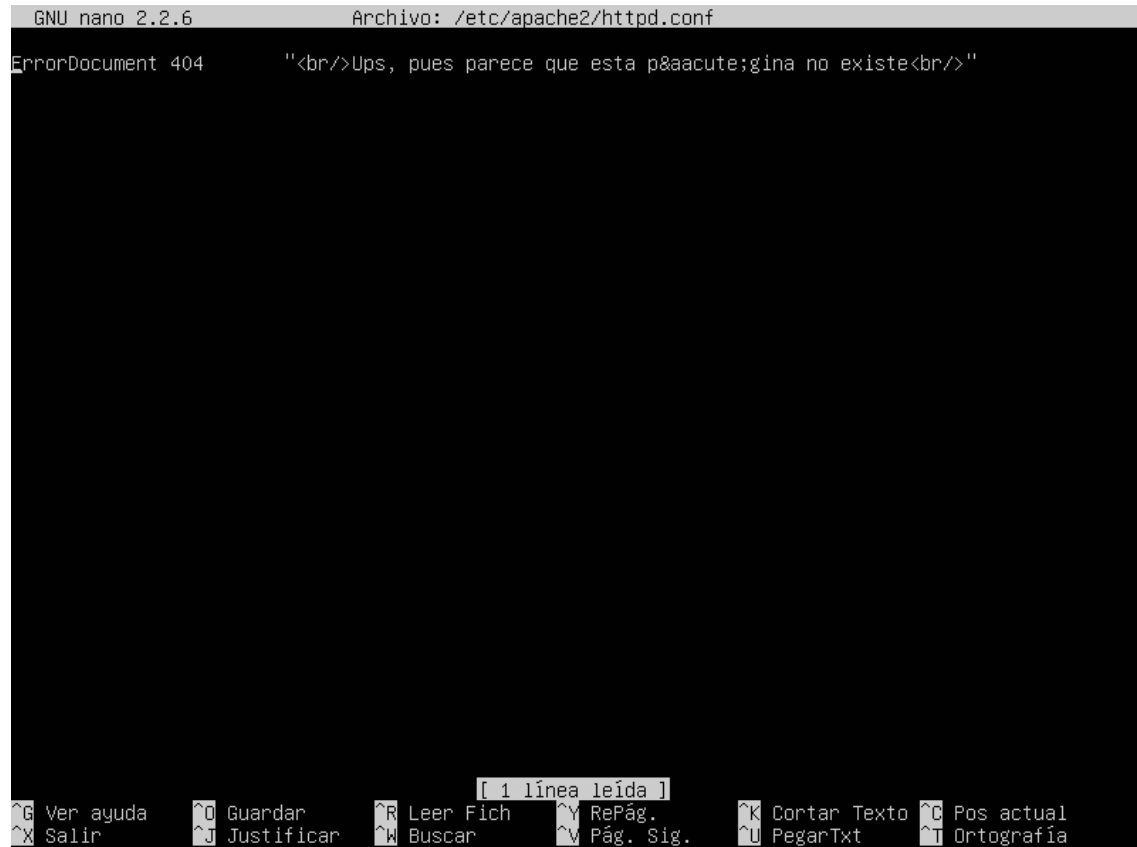 GNU nano 2.2.6 Archivo: /etc/apache2/httpd.conf
ErrorDocument 404 "<br/>Ups, pues parece que esta p&aacute;gina no existe<br/>"
[ 1 línea leída ]
^G Ver ayuda ^O Guardar ^R Leer Fich ^Y RePág. ^K Cortar Texto ^C Pos actual
^X Salir ^J Justificar ^W Buscar ^V Pág. Sig. ^U PegarTxt ^T Ortografía